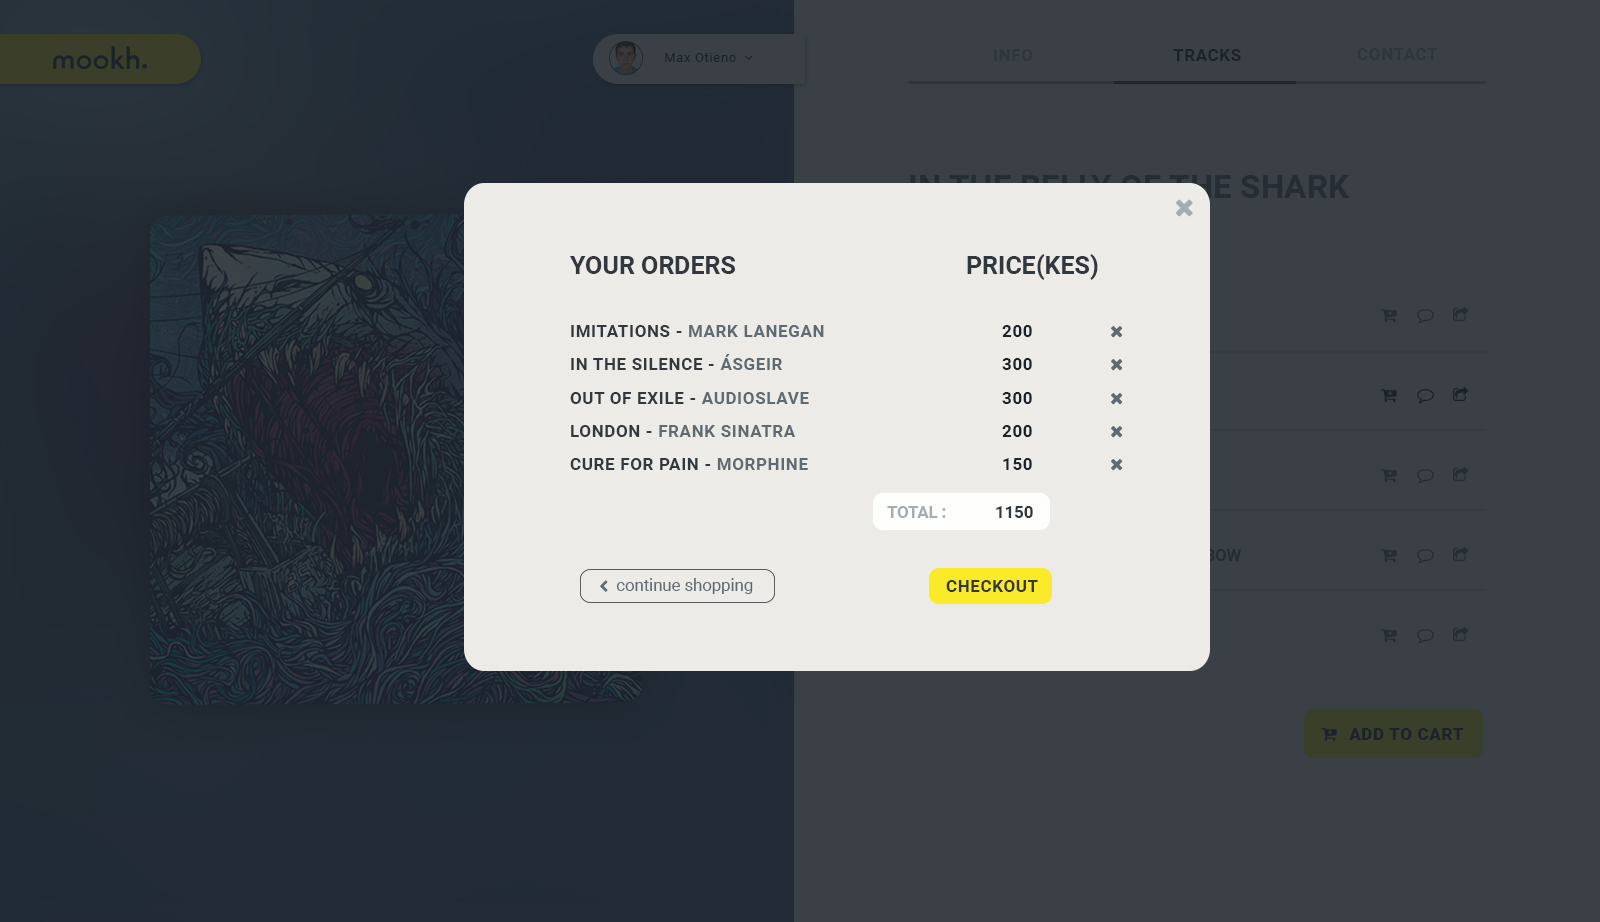 mookh.
Max Otieno
INFO
TRACKS
CONTACT
IN THE BELLY OF THE SHARK
YOUR ORDERS
PRICE(KES)
IMITATIONS - MARK LANEGAN 200
IN THE SILENCE - ÁSGEIR 300
OUT OF EXILE - AUDIOSLAVE 300
LONDON - FRANK SINATRA 200
CURE FOR PAIN - MORPHINE 150
TOTAL : 1150
continue shopping
CHECKOUT
ADD TO CART